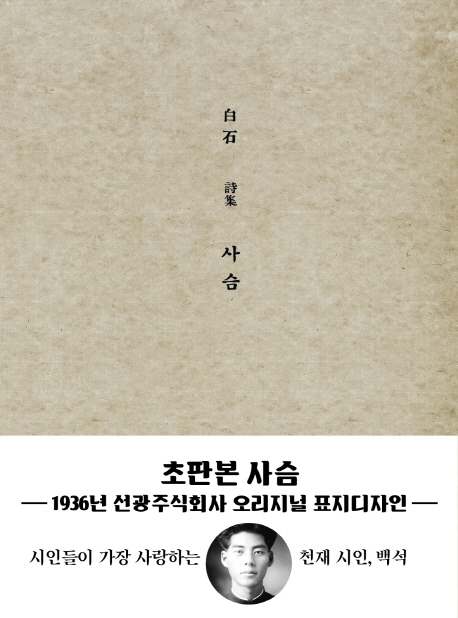 白石
詩集
사슴
초판본 사슴
1936년 선광주식회사 오리지널 표지디자인
시인들이 가장 사랑하는 천재 시인, 백석